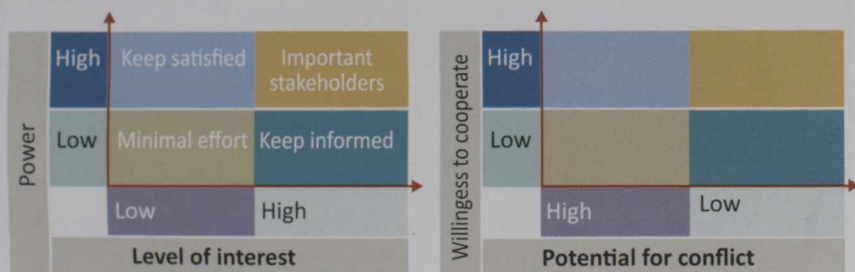 Power
High
Keep satisfied
Important
stakeholders
Low
Minimal effort
Keep informed
Low
High
Level of interest
Willingess to cooperate
High
Low
High
Low
Potential for conflict